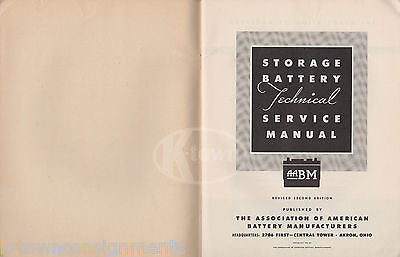 STORAGE
BATTERY
Technical
SERVICE
MANUAL
AABM
REVISED SECOND EDITION
PUBLISHED BY
THE ASSOCIATION OF AMERICAN
BATTERY MANUFACTURERS
HEADQUARTERS: 2706 FIRST—CENTRAL TOWER • AKRON, OHIO